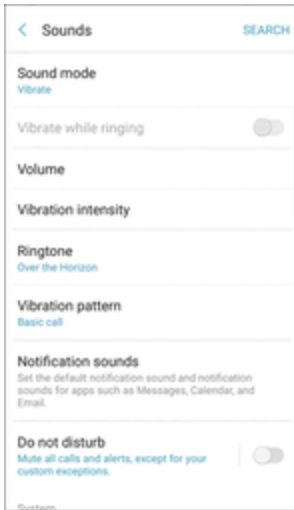 Sounds SEARCH
Sound mode
Vibrate
Vibrate while ringing
Volume
Vibration intensity
Ringtone
Over the Horizon
Vibration pattern
Basic call
Notification sounds
Set the default notification sound and notification
sounds for apps such as Messages, Calendar, and
Email.
Do not disturb
Mute all calls and alerts, except for your
custom exceptions.
System